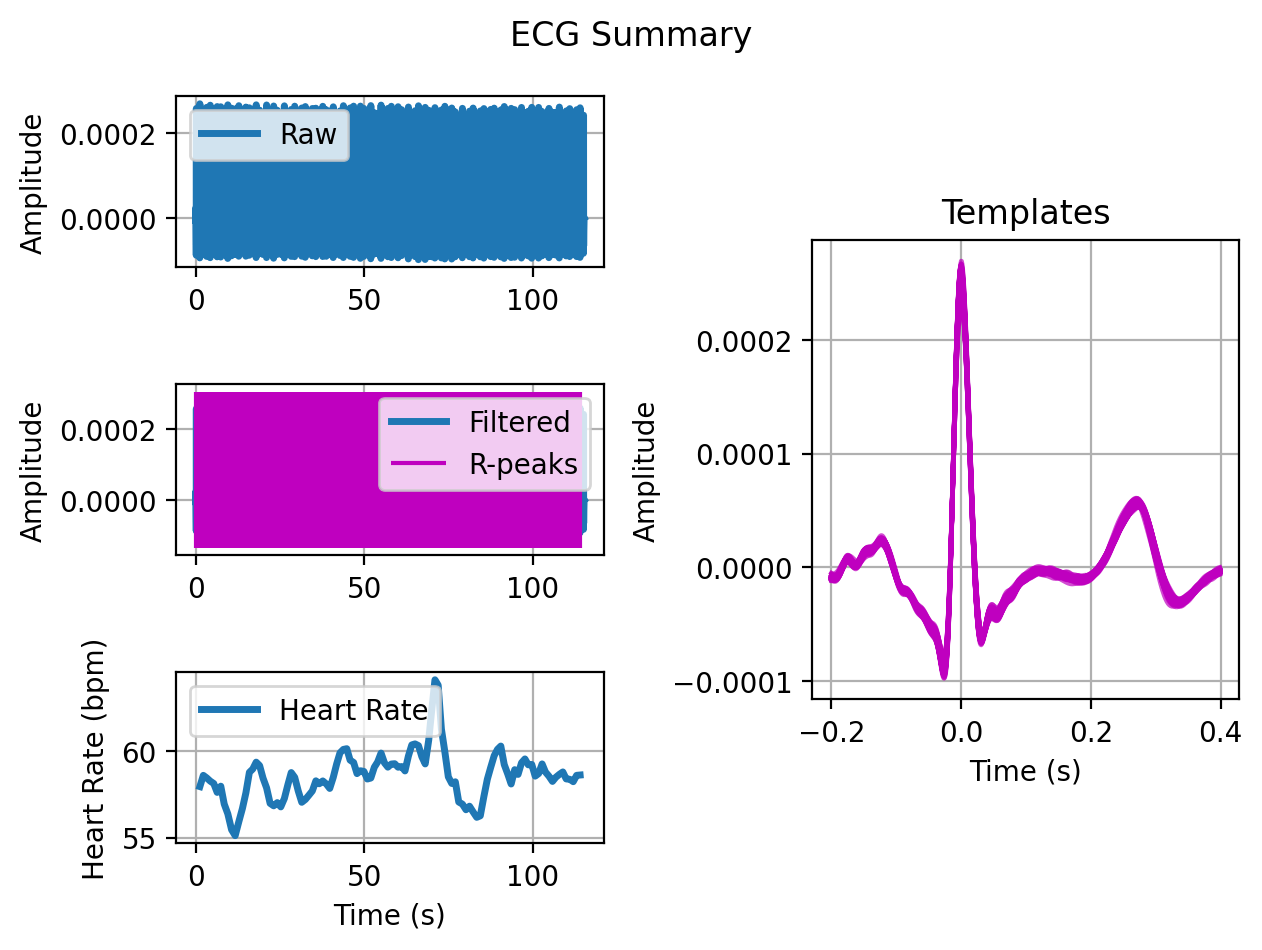 ECG Summary
Amplitude
0.0002
0.0000
Raw
0
50
100
Amplitude
0.0002
0.0000
Filtered
R-peaks
0
50
100
Heart Rate (bpm)
60
55
Heart Rate
0
50
100
Time (s)
Templates
Amplitude
0.0002
0.0001
0.0000
−0.0001
−0.2
0.0
0.2
0.4
Time (s)